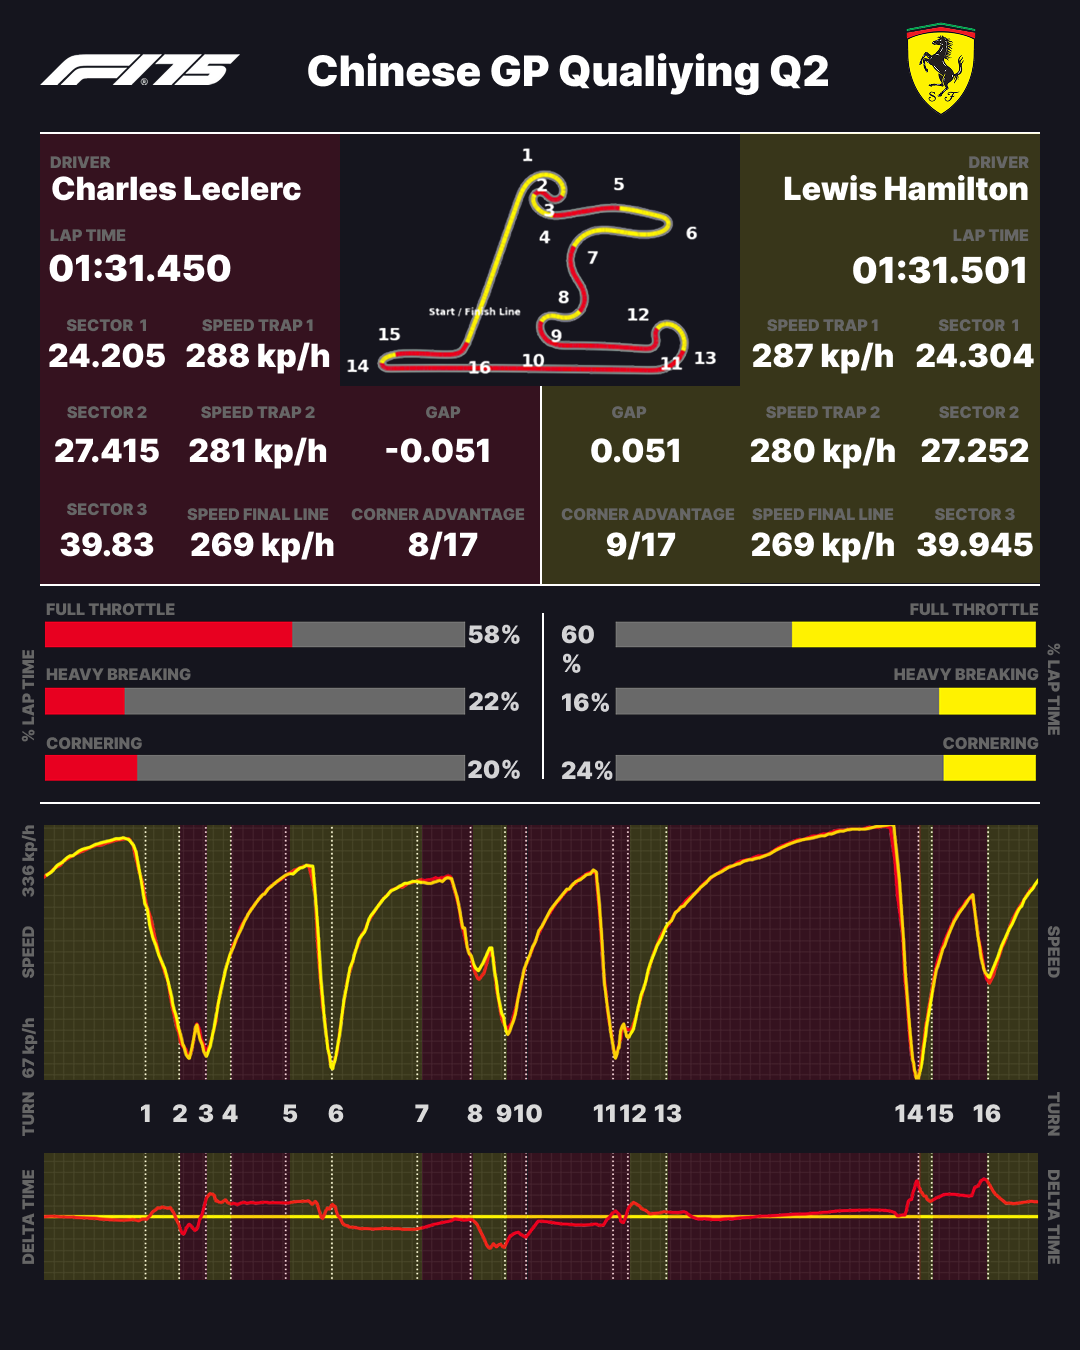 F1® 75
Chinese GP Qualiying Q2
S F
DRIVER
Charles Leclerc
LAP TIME
01:31.450
SECTOR 1
24.205
SPEED TRAP 1
288 kp/h
SECTOR 2
27.415
SPEED TRAP 2
281 kp/h
GAP
-0.051
SECTOR 3
39.83
SPEED FINAL LINE
269 kp/h
CORNER ADVANTAGE
8/17
1
2
3
4
5
6
7
8
9
10
11
12
13
14
15
16
Start / Finish Line
DRIVER
Lewis Hamilton
LAP TIME
01:31.501
SPEED TRAP 1
287 kp/h
SECTOR 1
24.304
GAP
0.051
SPEED TRAP 2
280 kp/h
SECTOR 2
27.252
CORNER ADVANTAGE
9/17
SPEED FINAL LINE
269 kp/h
SECTOR 3
39.945
% LAP TIME
FULL THROTTLE
58%
HEAVY BREAKING
22%
CORNERING
20%
FULL THROTTLE
60
%
HEAVY BREAKING
16%
CORNERING
24%
% LAP TIME
336 kp/h
SPEED
67 kp/h
SPEED
TURN
1 2 3 4 5 6 7 8 9 10 11 12 13 14 15 16
TURN
DELTA TIME
DELTA TIME